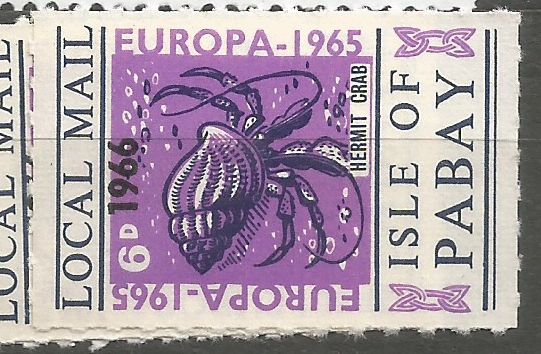 LOCAL MAIL
LOCAL MAIL
EUROPA-1965
HERMIT CRAB
1966
6D
EUROPA-1965
ISLE OF
PABAY